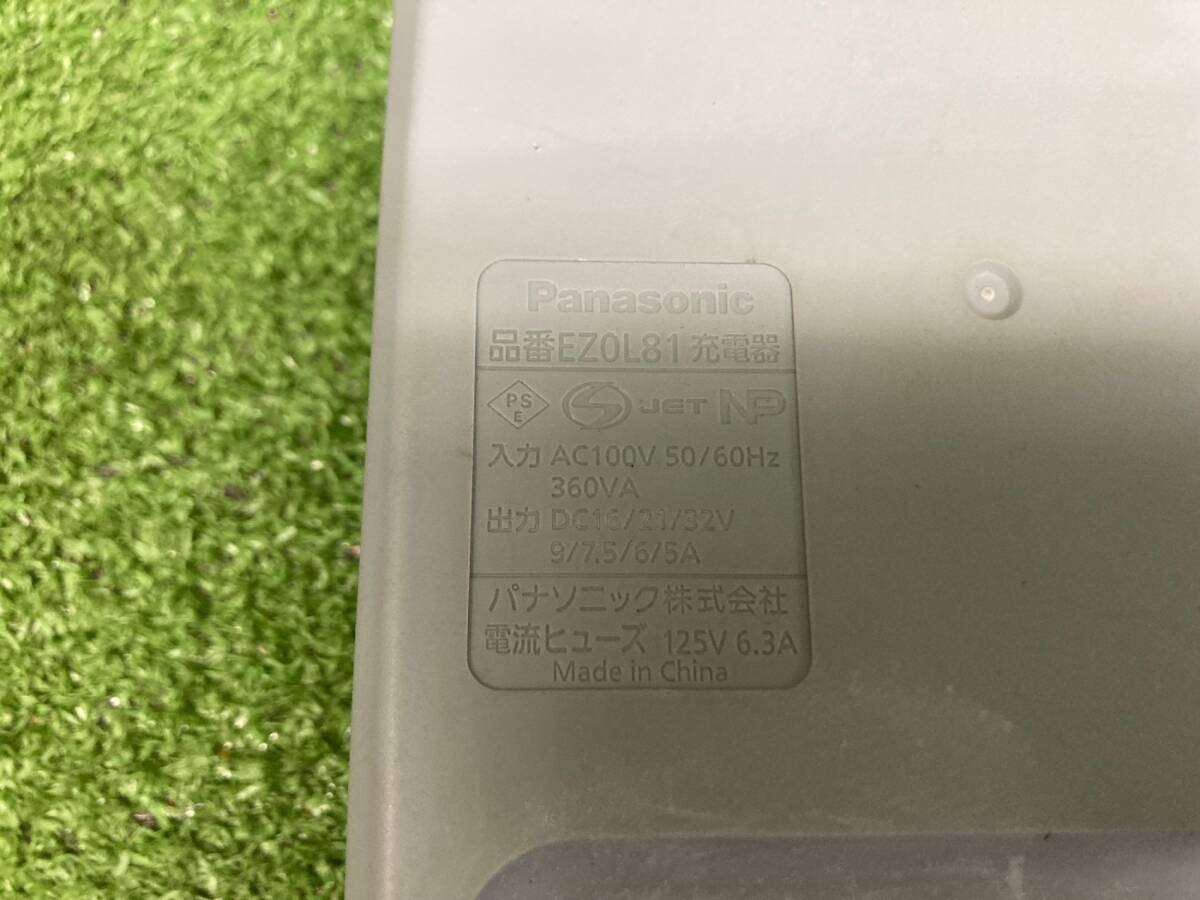 Panasonic
品番EZ0L81 充電器
PS E JET NP
入力 AC100V 50/60Hz
360VA
出力 DC16/21/32V
9/7.5/6/5A
パナソニック株式会社
電流ヒューズ 125V 6.3A
Made in China